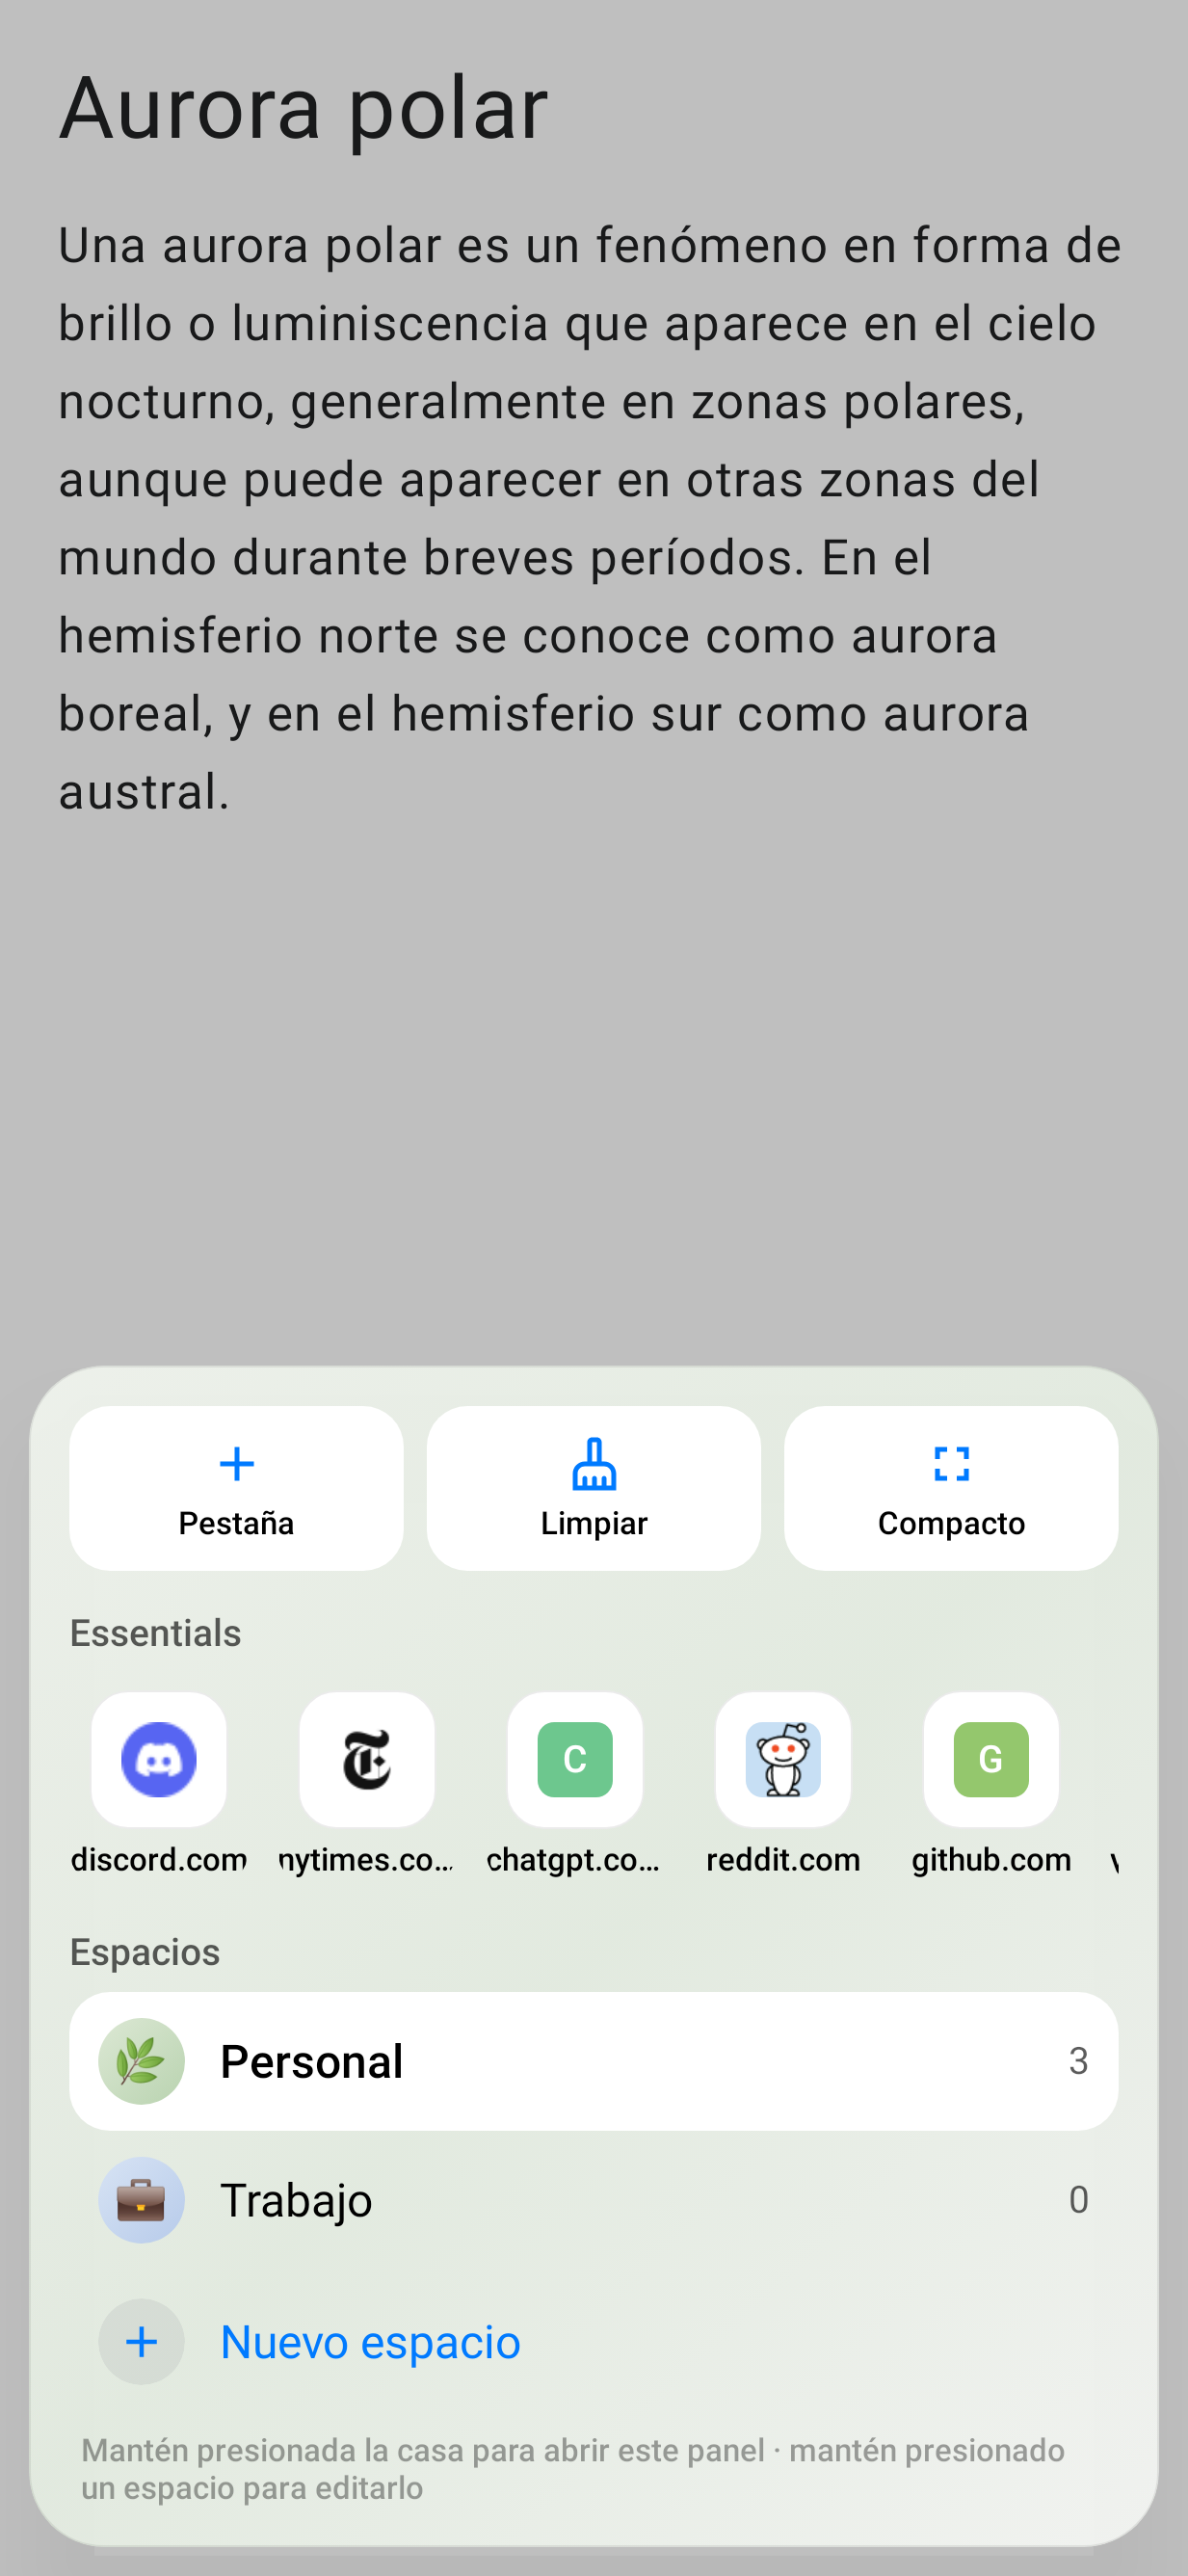 Aurora polar
Una aurora polar es un fenómeno en forma de
brillo o luminiscencia que aparece en el cielo
nocturno, generalmente en zonas polares,
aunque puede aparecer en otras zonas del
mundo durante breves períodos. En el
hemisferio norte se conoce como aurora
boreal, y en el hemisferio sur como aurora
austral.
Pestaña Limpiar Compacto
Essentials
C G
discord.com nytimes.co... chatgpt.co... reddit.com github.com
Espacios
Personal 3
Trabajo 0
Nuevo espacio
Mantén presionada la casa para abrir este panel · mantén presionado
un espacio para editarlo